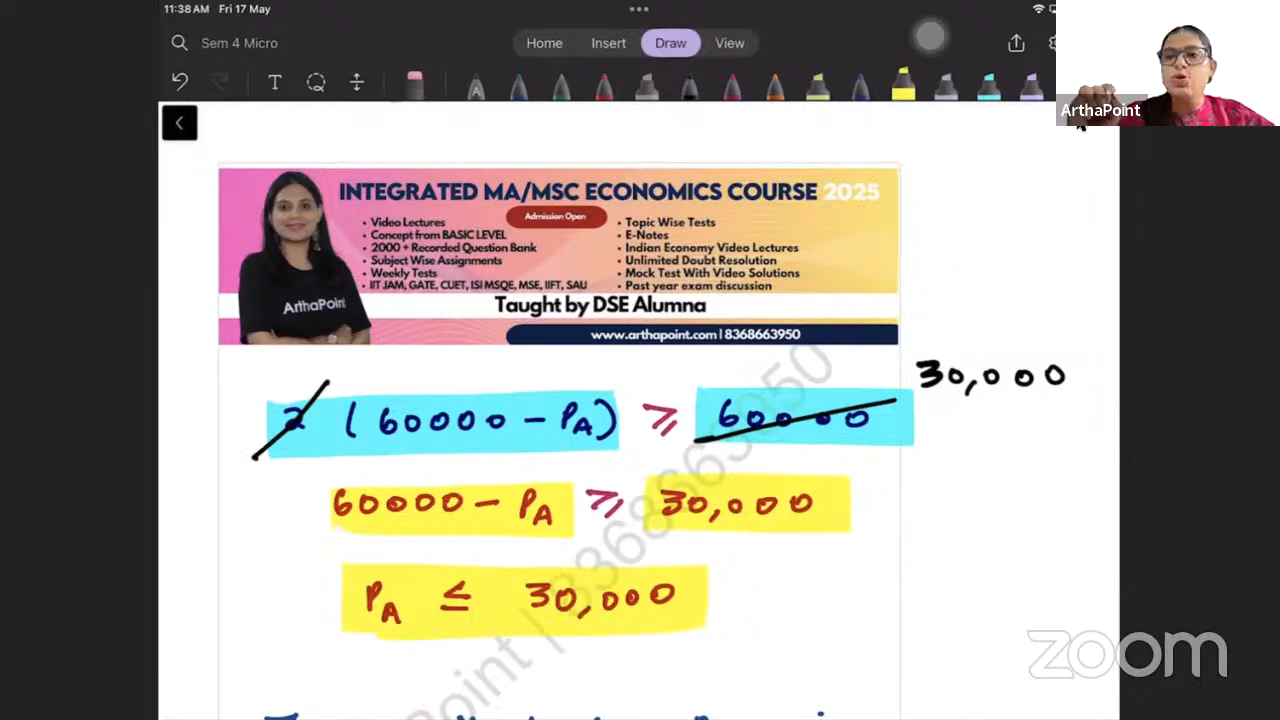 11:38 AM Fri 17 May
Sem 4 Micro
Home Insert Draw View
T
A
ArthaPoint
INTEGRATED MA/MSC ECONOMICS COURSE 2025
Admission Open
• Video Lectures
• Concept from BASIC LEVEL
• 2000 + Recorded Question Bank
• Subject Wise Assignments
• Weekly Tests
• IIT JAM, GATE, CUET, ISI MSQE, MSE, IIFT, SAU
• Topic Wise Tests
• E-Notes
• Indian Economy Video Lectures
• Unlimited Doubt Resolution
• Mock Test With Video Solutions
• Past year exam discussion
ArthaPoint
Taught by DSE Alumna
www.arthapoint.com | 8368663950
30,000
2 (60000 - PA) ≥ 60000
60000 - PA ≥ 30,000
PA ≤ 30,000
Point | 8368663950
zoom